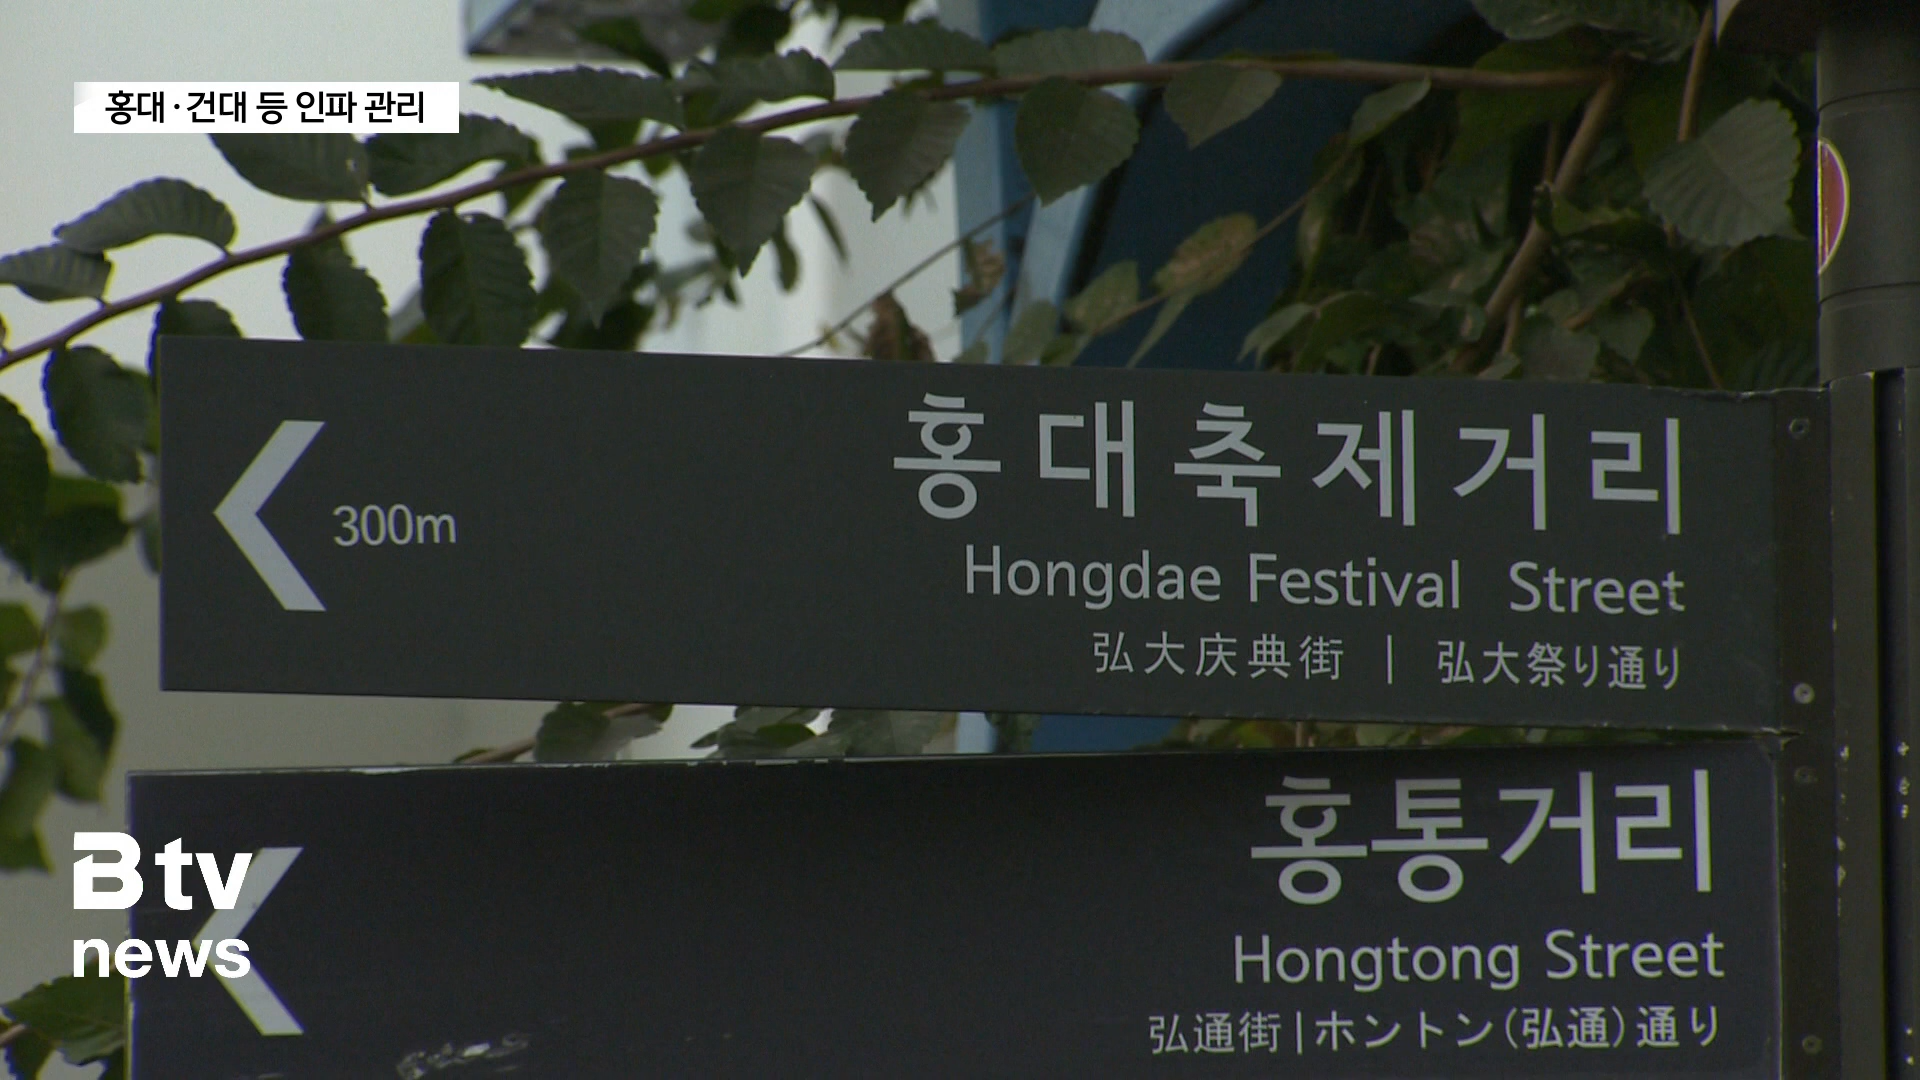 홍대·건대 등 인파 관리
홍대축제거리
300m
Hongdae Festival Street
弘大庆典街 | 弘大祭り通り
홍통거리
Hongtong Street
弘通街|ホントン(弘通)通り
B tv
news